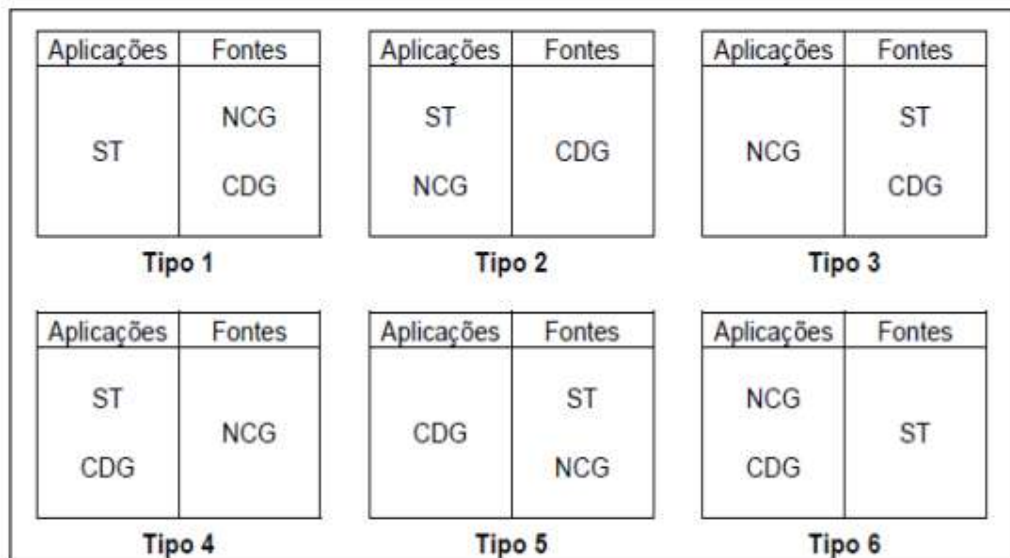 Aplicações Fontes Aplicações Fontes Aplicações Fontes
NCG ST ST
ST CDG NCG
CDG NCG CDG
Tipo 1 Tipo 2 Tipo 3
Aplicações Fontes Aplicações Fontes Aplicações Fontes
ST ST NCG
NCG CDG ST
CDG NCG CDG
Tipo 4 Tipo 5 Tipo 6